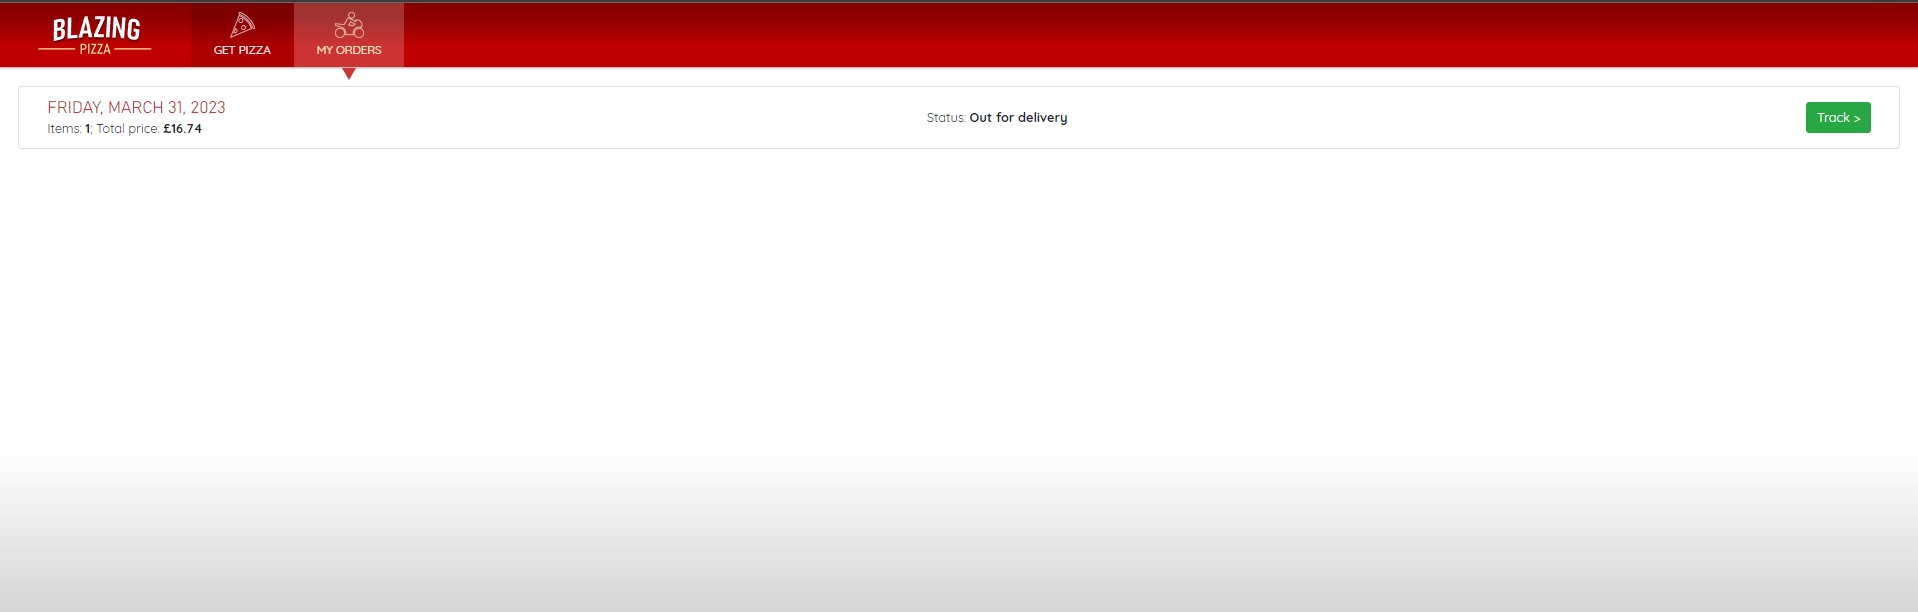 BLAZING
PIZZA
GET PIZZA
MY ORDERS
FRIDAY, MARCH 31, 2023
Items: 1; Total price: £16.74
Status: Out for delivery
Track >